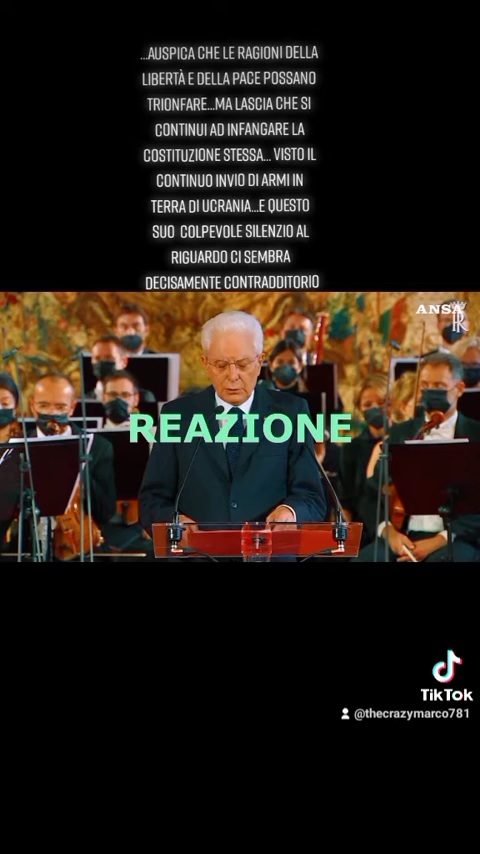 ...AUSPICA CHE LE RAGIONI DELLA
LIBERTÀ E DELLA PACE POSSANO
TRIONFARE...MA LASCIA CHE SI
CONTINUI AD INFANGARE LA
COSTITUZIONE STESSA... VISTO IL
CONTINUO INVIO DI ARMI IN
TERRA DI UCRANIA...E QUESTO
SUO COLPEVOLE SILENZIO AL
RIGUARDO CI SEMBRA
DECISAMENTE CONTRADDITORIO
ANSA
REAZIONE
TikTok
@thecrazymarco781